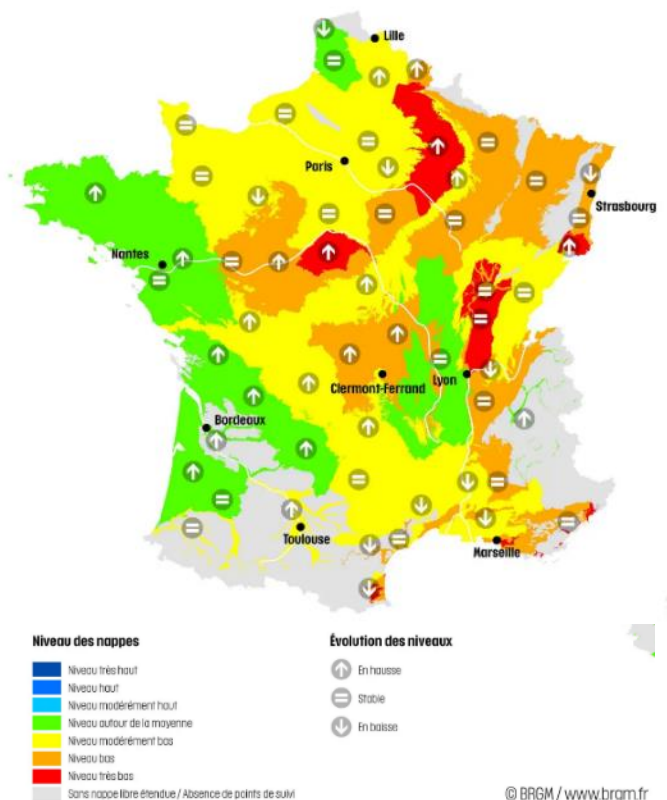 Lille
Paris
Strasbourg
Nantes
Clermont-Ferrand
Lyon
Bordeaux
Toulouse
Marseille
Niveau des nappes
Niveau très haut
Niveau haut
Niveau modérément haut
Niveau autour de la moyenne
Niveau modérément bas
Niveau bas
Niveau très bas
Sans nappe libre étendue / Absence de points de suivi
Évolution des niveaux
En hausse
Stable
En baisse
© BRGM / www.brgm.fr